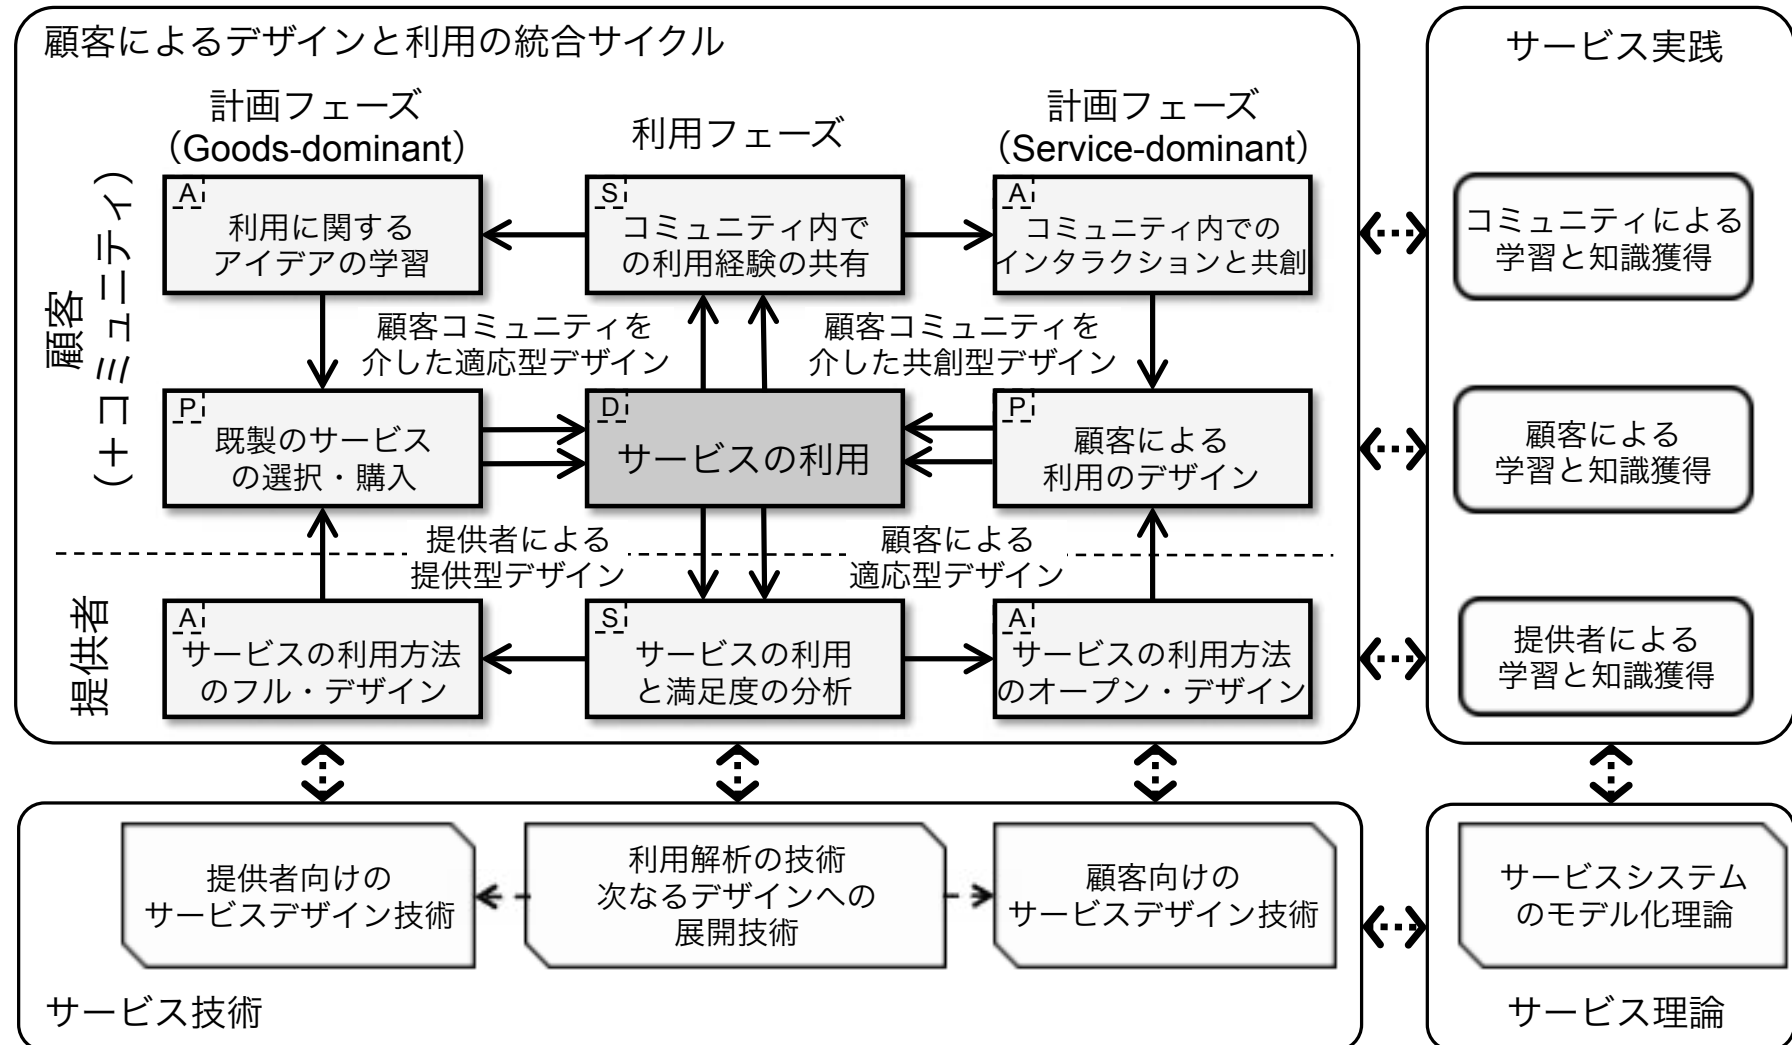 顧客によるデザインと利用の統合サイクル
計画フェーズ
（Goods-dominant）
利用フェーズ
計画フェーズ
（Service-dominant）
顧客
（＋コミュニティ）
提供者
A
利用に関する
アイデアの学習
S
コミュニティ内で
の利用経験の共有
A
コミュニティ内での
インタラクションと共創
顧客コミュニティを
介した適応型デザイン
顧客コミュニティを
介した共創型デザイン
P
既製のサービス
の選択・購入
D
サービスの利用
P
顧客による
利用のデザイン
提供者による
提供型デザイン
顧客による
適応型デザイン
A
サービスの利用方法
のフル・デザイン
S
サービスの利用
と満足度の分析
A
サービスの利用方法
のオープン・デザイン
サービス実践
コミュニティによる
学習と知識獲得
顧客による
学習と知識獲得
提供者による
学習と知識獲得
提供者向けの
サービスデザイン技術
利用解析の技術
次なるデザインへの
展開技術
顧客向けの
サービスデザイン技術
サービス技術
サービスシステム
のモデル化理論
サービス理論